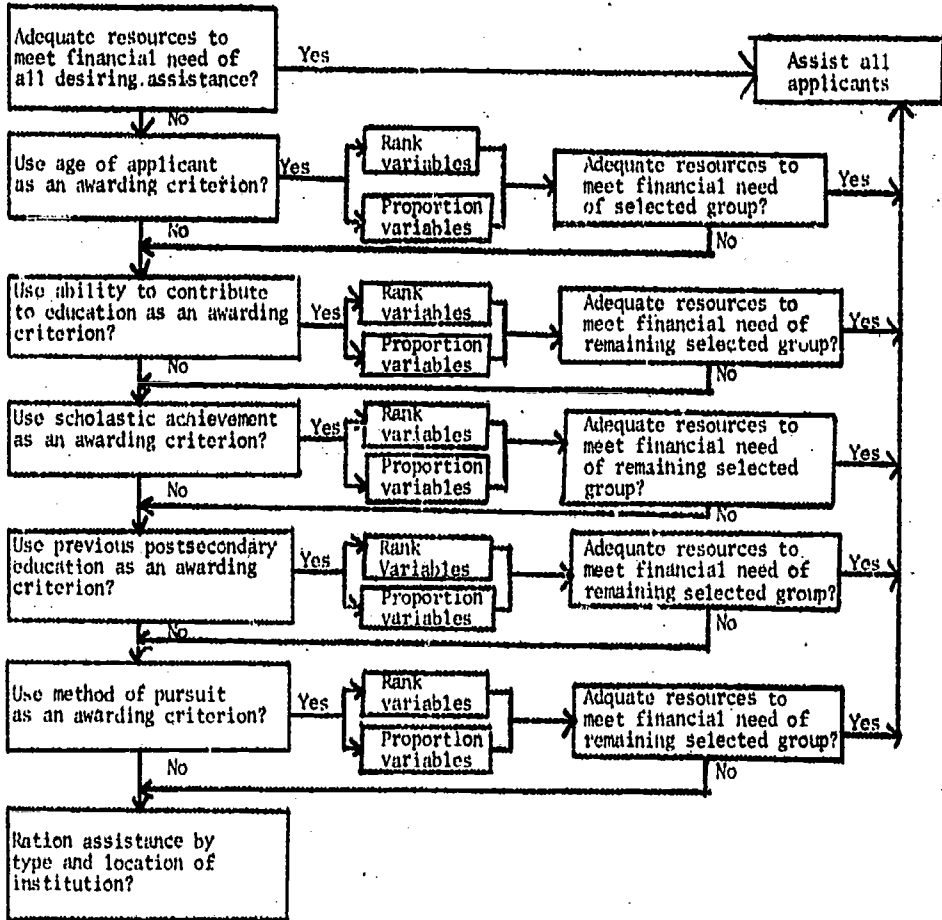 Adequate resources to
meet financial need of
all desiring assistance?
Yes
Assist all
applicants
No
Use age of applicant
as an awarding criterion?
Yes
Rank
variables
Proportion
variables
Adequate resources to
meet financial need
of selected group?
Yes
No
No
Use ability to contribute
to education as an awarding
criterion?
Yes
Rank
variables
Proportion
variables
Adequate resources to
meet financial need of
remaining selected group?
Yes
No
No
Use scholastic achievement
as an awarding criterion?
Yes
Rank
variables
Proportion
variables
Adequate resources to
meet financial need
of remaining selected
group?
Yes
No
No
Use previous postsecondary
education as an awarding
criterion?
Yes
Rank
Variables
Proportion
variables
Adequate resources to
meet financial need of
remaining selected group?
Yes
No
No
Use method of pursuit
as an awarding criterion?
Yes
Rank
variables
Proportion
variables
Adquate resources to
meet financial need of
remaining selected group?
Yes
No
No
Ration assistance by
type and location of
institution?